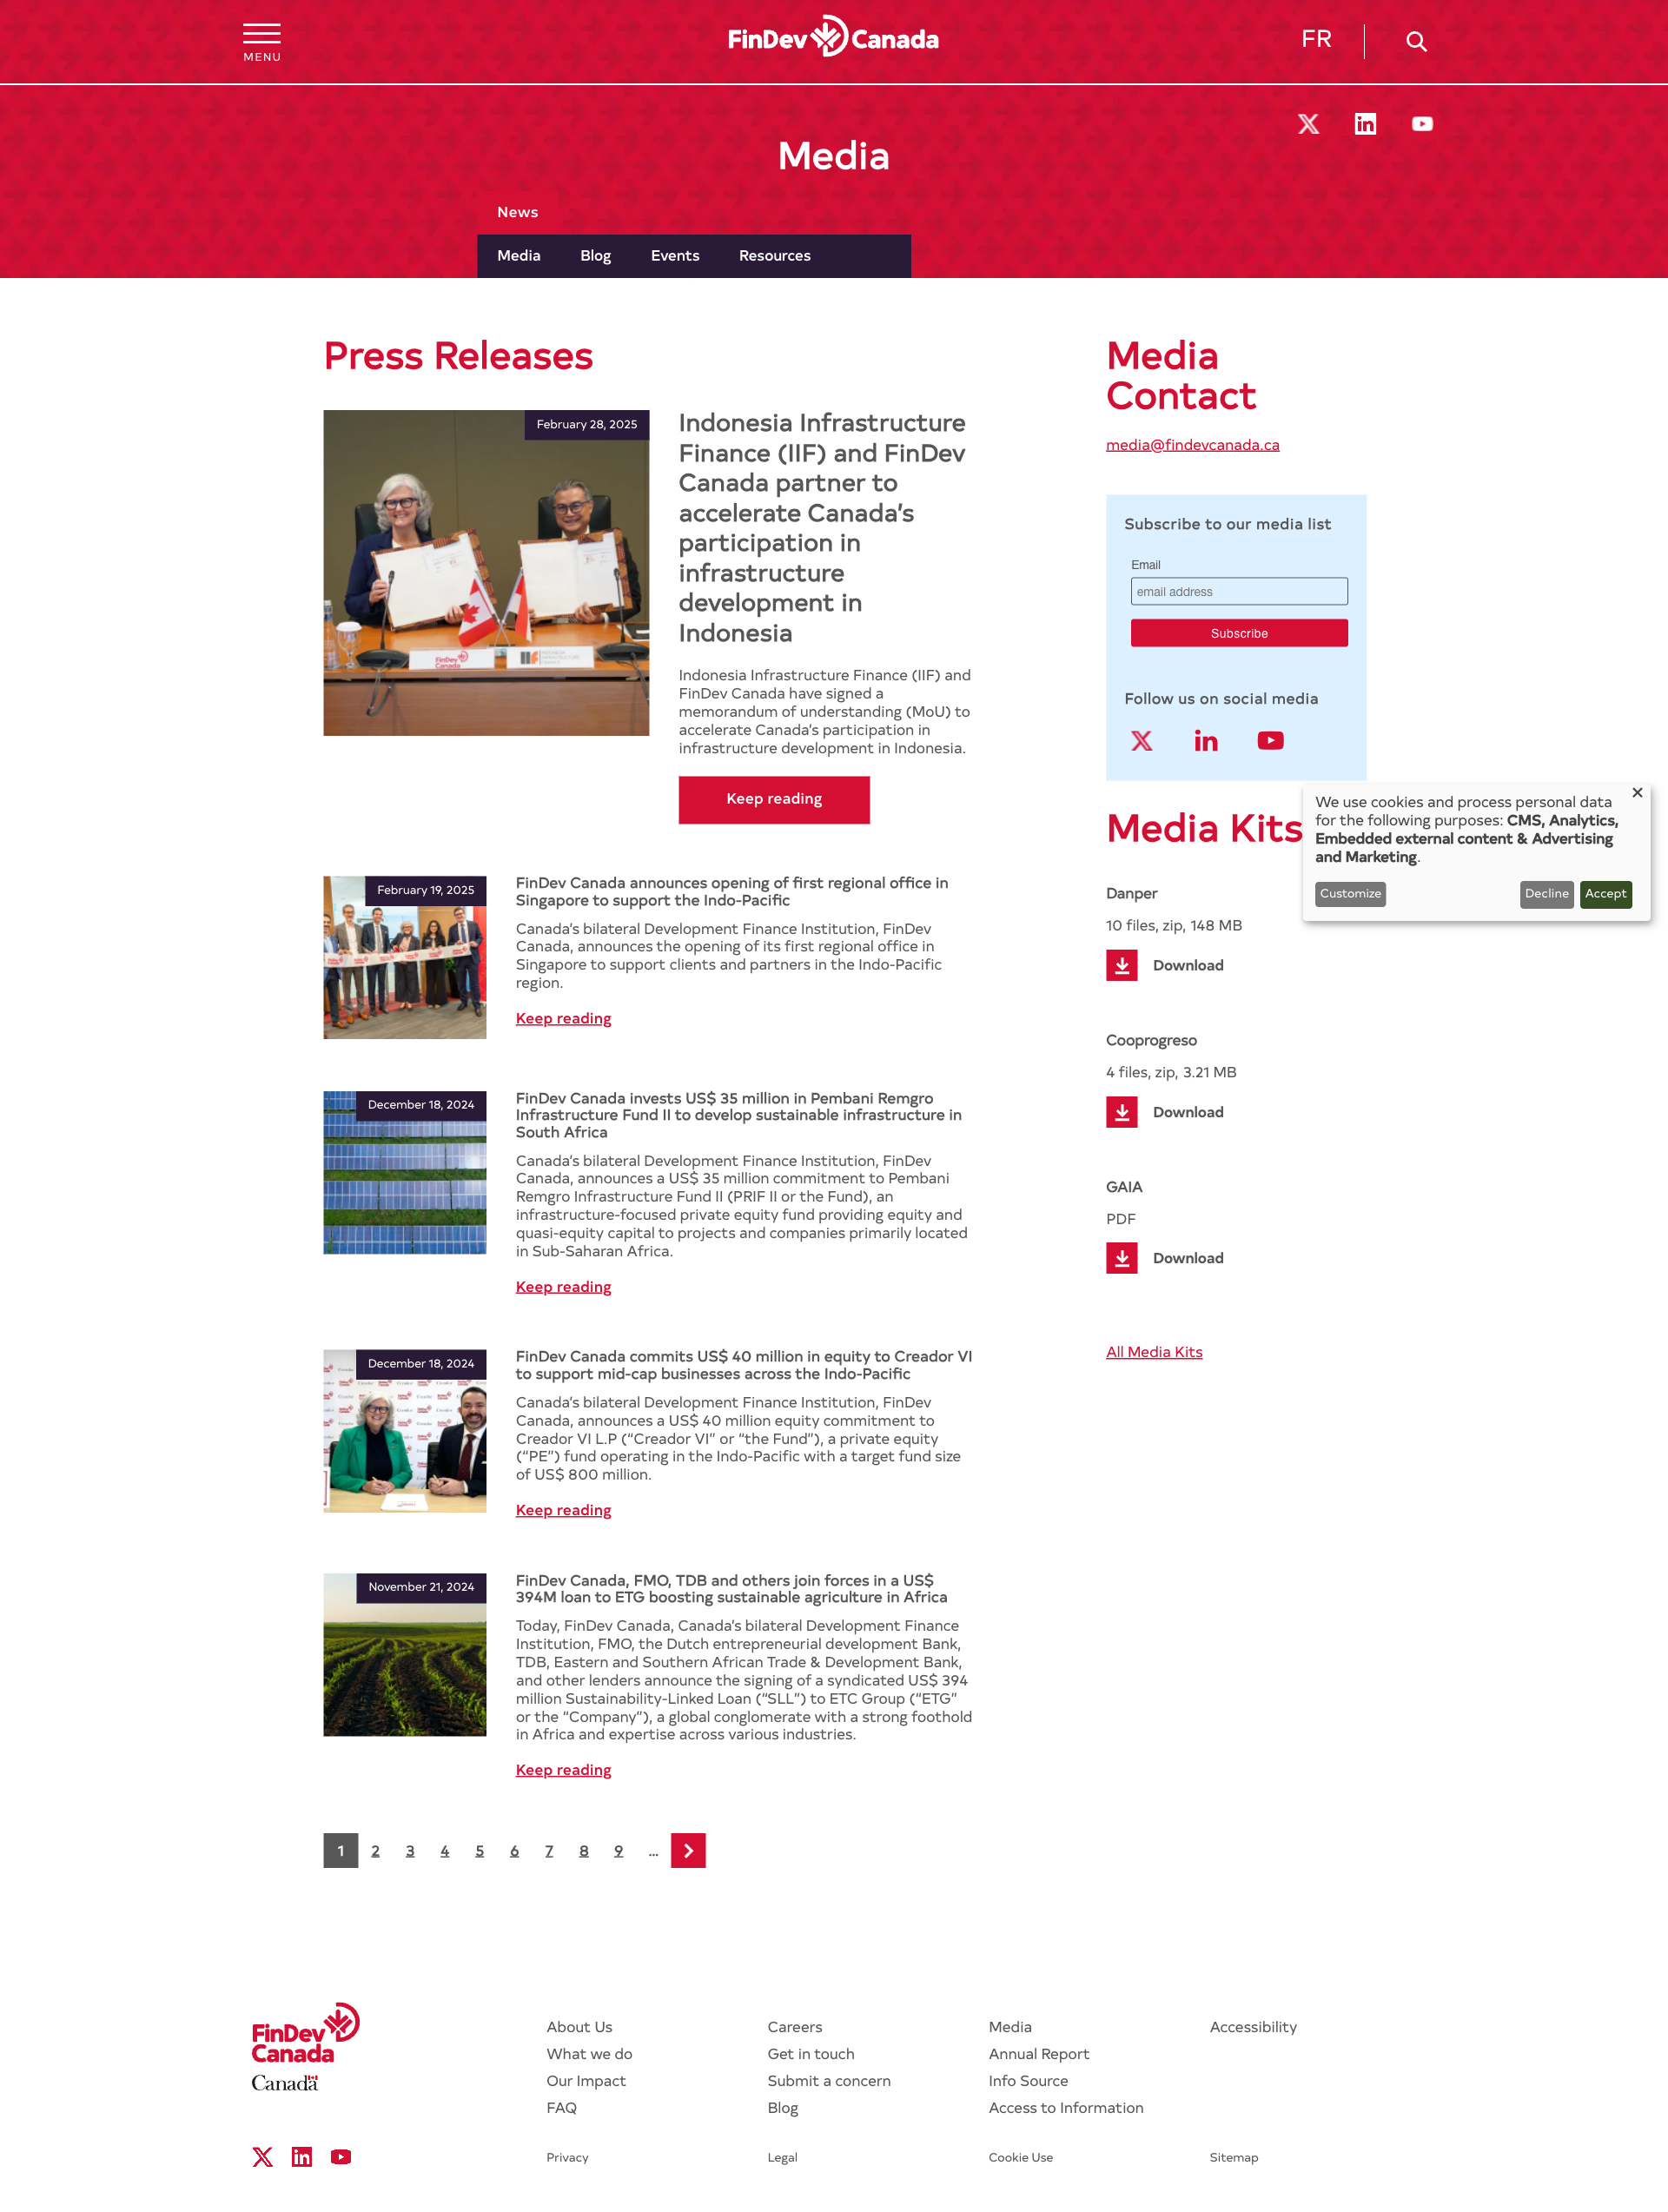 MENU
FinDev Canada
FR
Media
News
Media Blog Events Resources
Press Releases
February 28, 2025
FinDev Canada
Indonesia Infrastructure
Finance (IIF) and FinDev
Canada partner to
accelerate Canada’s
participation in
infrastructure
development in
Indonesia
Indonesia Infrastructure Finance (IIF) and
FinDev Canada have signed a
memorandum of understanding (MoU) to
accelerate Canada’s participation in
infrastructure development in Indonesia.
Keep reading
February 19, 2025
FinDev Canada announces opening of first regional office in
Singapore to support the Indo-Pacific
Canada’s bilateral Development Finance Institution, FinDev
Canada, announces the opening of its first regional office in
Singapore to support clients and partners in the Indo-Pacific
region.
Keep reading
December 18, 2024
FinDev Canada invests US$ 35 million in Pembani Remgro
Infrastructure Fund II to develop sustainable infrastructure in
South Africa
Canada’s bilateral Development Finance Institution, FinDev
Canada, announces a US$ 35 million commitment to Pembani
Remgro Infrastructure Fund II (PRIF II or the Fund), an
infrastructure-focused private equity fund providing equity and
quasi-equity capital to projects and companies primarily located
in Sub-Saharan Africa.
Keep reading
December 18, 2024
FinDev Canada commits US$ 40 million in equity to Creador VI
to support mid-cap businesses across the Indo-Pacific
Canada’s bilateral Development Finance Institution, FinDev
Canada, announces a US$ 40 million equity commitment to
Creador VI L.P (“Creador VI” or “the Fund”), a private equity
(“PE”) fund operating in the Indo-Pacific with a target fund size
of US$ 800 million.
Keep reading
November 21, 2024
FinDev Canada, FMO, TDB and others join forces in a US$
394M loan to ETG boosting sustainable agriculture in Africa
Today, FinDev Canada, Canada’s bilateral Development Finance
Institution, FMO, the Dutch entrepreneurial development Bank,
TDB, Eastern and Southern African Trade & Development Bank,
and other lenders announce the signing of a syndicated US$ 394
million Sustainability-Linked Loan (“SLL”) to ETC Group (“ETG”
or the “Company”), a global conglomerate with a strong foothold
in Africa and expertise across various industries.
Keep reading
1 2 3 4 5 6 7 8 9 …
Media
Contact
media@findevcanada.ca
Subscribe to our media list
Email
email address
Subscribe
Follow us on social media
Media Kits
Danper
10 files, zip, 148 MB
Download
Cooprogreso
4 files, zip, 3.21 MB
Download
GAIA
PDF
Download
All Media Kits
We use cookies and process personal data
for the following purposes: CMS, Analytics,
Embedded external content & Advertising
and Marketing.
Customize Decline Accept
FinDev
Canada
Canada
About Us
What we do
Our Impact
FAQ
Careers
Get in touch
Submit a concern
Blog
Media
Annual Report
Info Source
Access to Information
Accessibility
Privacy Legal Cookie Use Sitemap